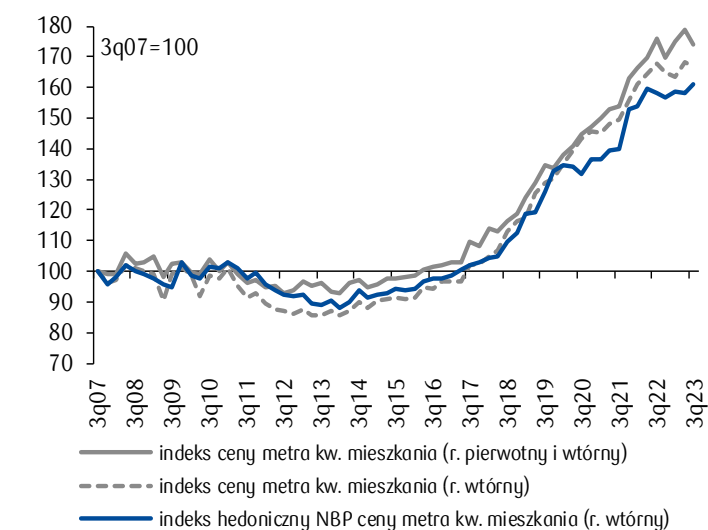 180
170
160
150
140
130
120
110
100
90
80
70
3q07=100
3q07
3q08
3q09
3q10
3q11
3q12
3q13
3q14
3q15
3q16
3q17
3q18
3q19
3q20
3q21
3q22
3q23
indeks ceny metra kw. mieszkania (r. pierwotny i wtórny)
indeks ceny metra kw. mieszkania (r. wtórny)
indeks hedoniczny NBP ceny metra kw. mieszkania (r. wtórny)